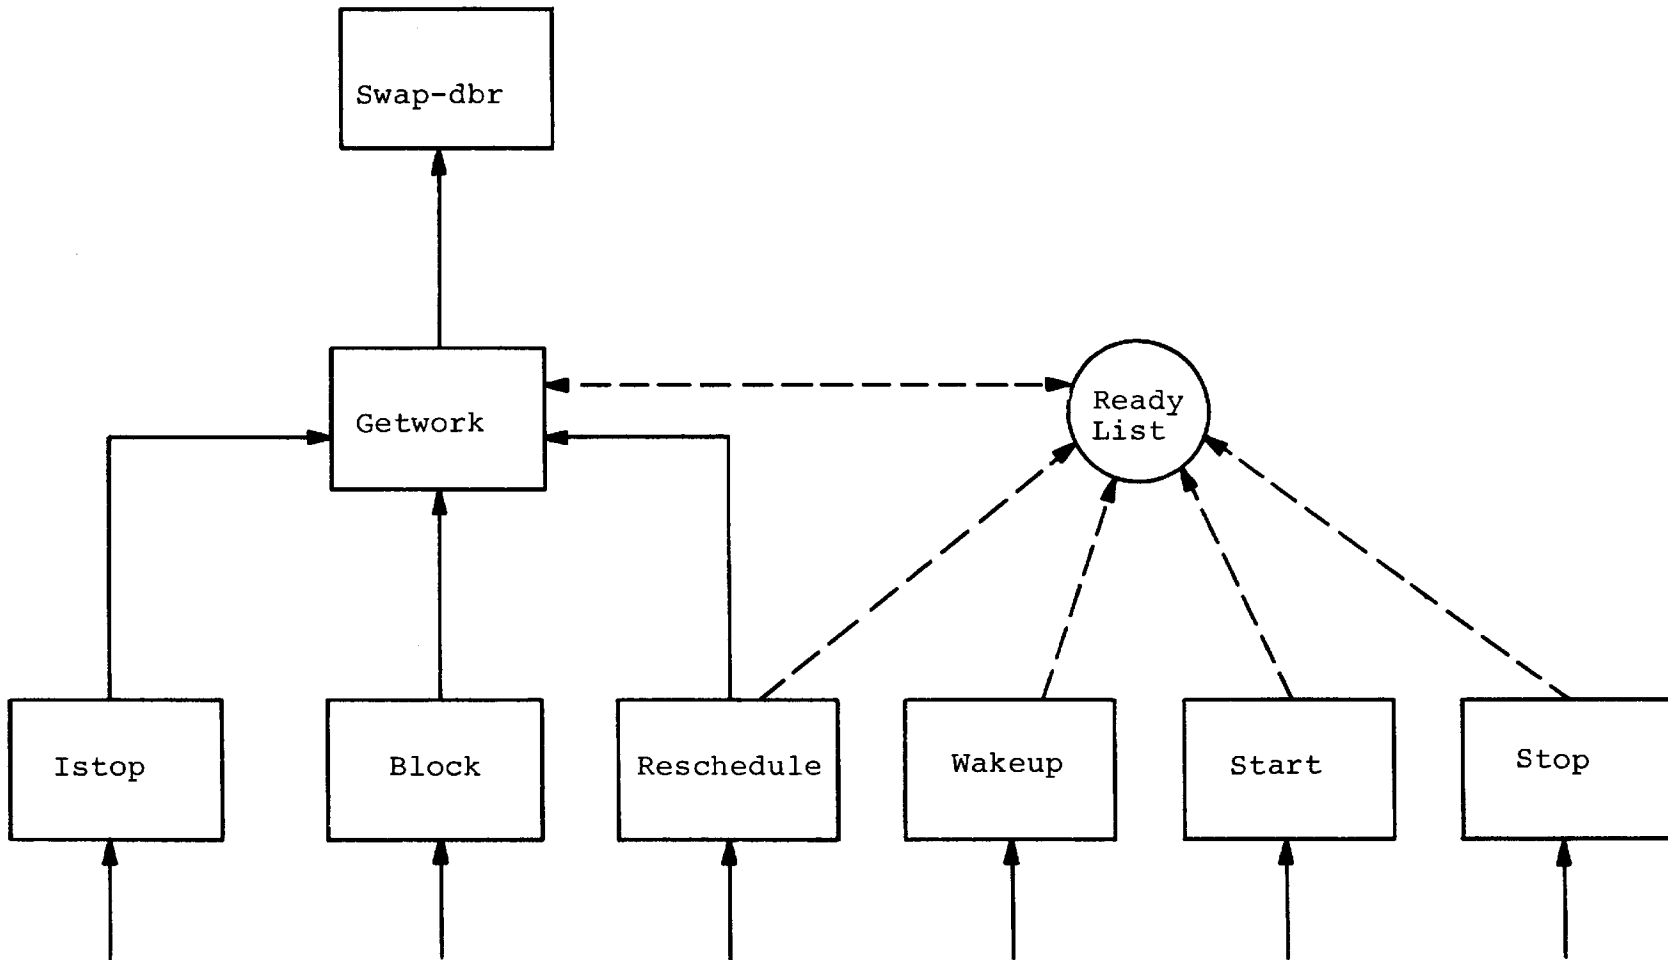 Swap-dbr
Getwork
Ready
List
Istop
Block
Reschedule
Wakeup
Start
Stop